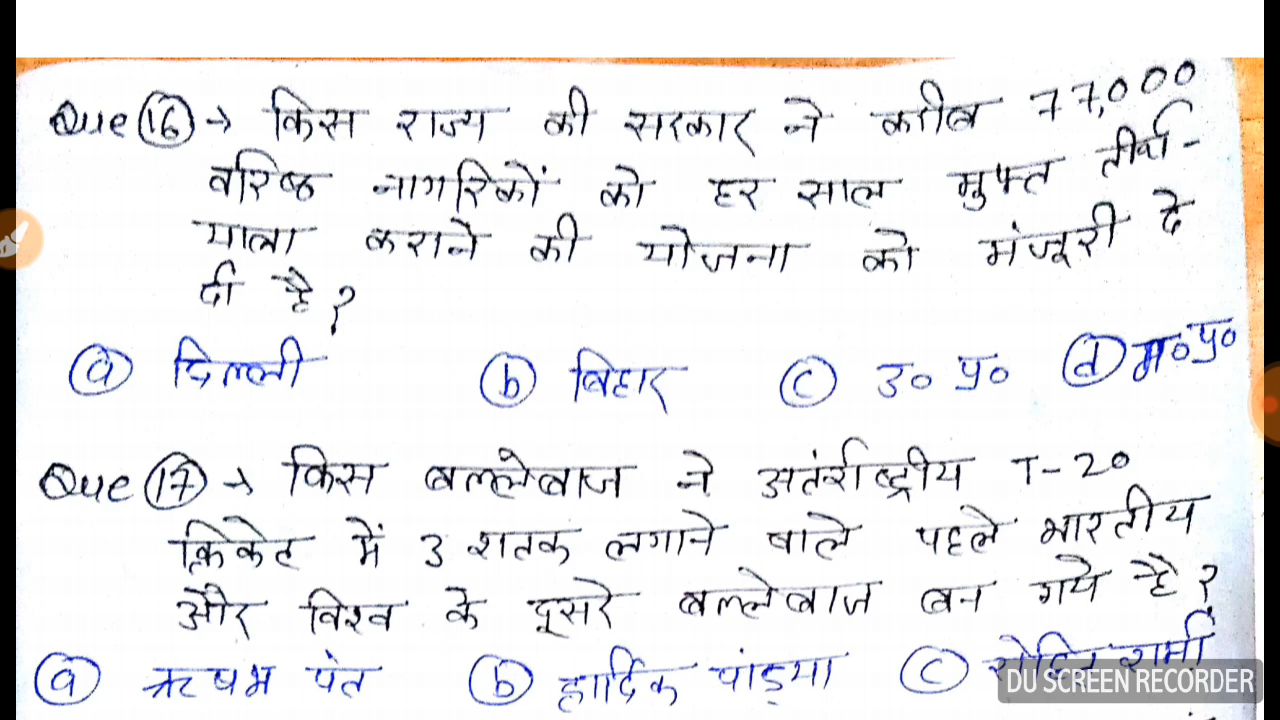 Que (16) → किस राज्य की सरकार ने करीब 77,000
वरिष्ठ नागरिकों को हर साल मुफ्त तीर्थ-
यात्रा कराने की योजना को मंजूरी दे
दी है?
(a) दिल्ली (b) बिहार (c) उ० प्र० (d) म० प्र०
Que (17) → किस बल्लेबाज ने अतंर्राष्ट्रीय T-20
क्रिकेट में 3 शतक लगाने वाले पहले भारतीय
और विश्व के दूसरे बल्लेबाज बन गये है?
(a) ऋषभ पंत (b) हार्दिक पांड्या (c) रोहित शर्मा
DU SCREEN RECORDER